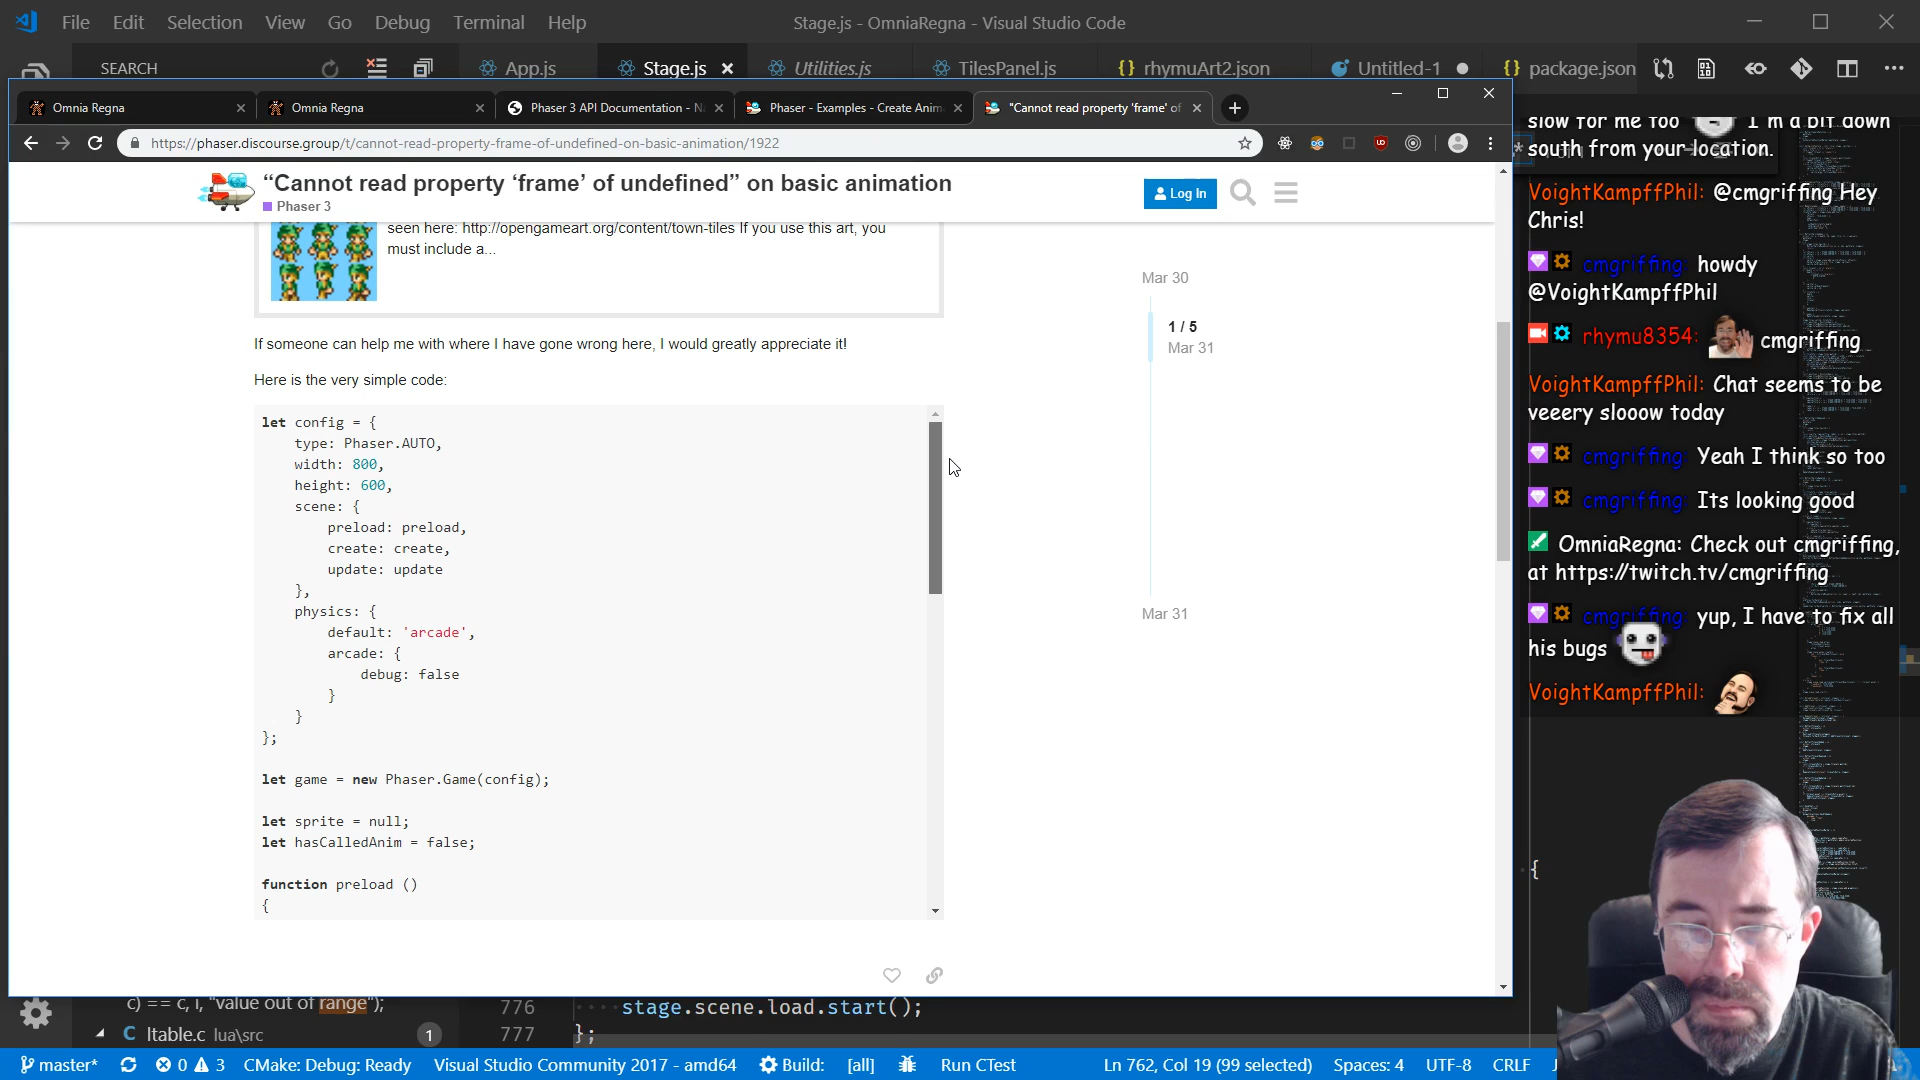 File Edit Selection View Go Debug Terminal Help
Stage.js - OmniaRegna - Visual Studio Code
SEARCH
App.js
Stage.js
Utilities.js
TilesPanel.js
{} rhymuArt2.json
Untitled-1
{} package.json
Omnia Regna
Omnia Regna
Phaser 3 API Documentation - N
Phaser - Examples - Create Anim
"Cannot read property 'frame' of
https://phaser.discourse.group/t/cannot-read-property-frame-of-undefined-on-basic-animation/1922
“Cannot read property ‘frame’ of undefined” on basic animation
Phaser 3
Log In
seen here: http://opengameart.org/content/town-tiles If you use this art, you
must include a...
If someone can help me with where I have gone wrong here, I would greatly appreciate it!
Here is the very simple code:
let config = {
type: Phaser.AUTO,
width: 800,
height: 600,
scene: {
preload: preload,
create: create,
update: update
},
physics: {
default: 'arcade',
arcade: {
debug: false
}
}
};
let game = new Phaser.Game(config);
let sprite = null;
let hasCalledAnim = false;
function preload ()
{
Mar 30
1 / 5
Mar 31
Mar 31
slow for me too I'm a bit down
south from your location.
VoightKampffPhil: @cmgriffing Hey
Chris!
cmgriffing: howdy
@VoightKampffPhil
rhymu8354: cmgriffing
VoightKampffPhil: Chat seems to be
veeery slooow today
cmgriffing: Yeah I think so too
cmgriffing: Its looking good
OmniaRegna: Check out cmgriffing,
at https://twitch.tv/cmgriffing
cmgriffing: yup, I have to fix all
his bugs
VoightKampffPhil:
{
c) == c, i, "value out of range");
ltable.c lua\src
1
776 stage.scene.load.start();
777 };
master* 0 3 CMake: Debug: Ready Visual Studio Community 2017 - amd64 Build: [all] Run CTest Ln 762, Col 19 (99 selected) Spaces: 4 UTF-8 CRLF